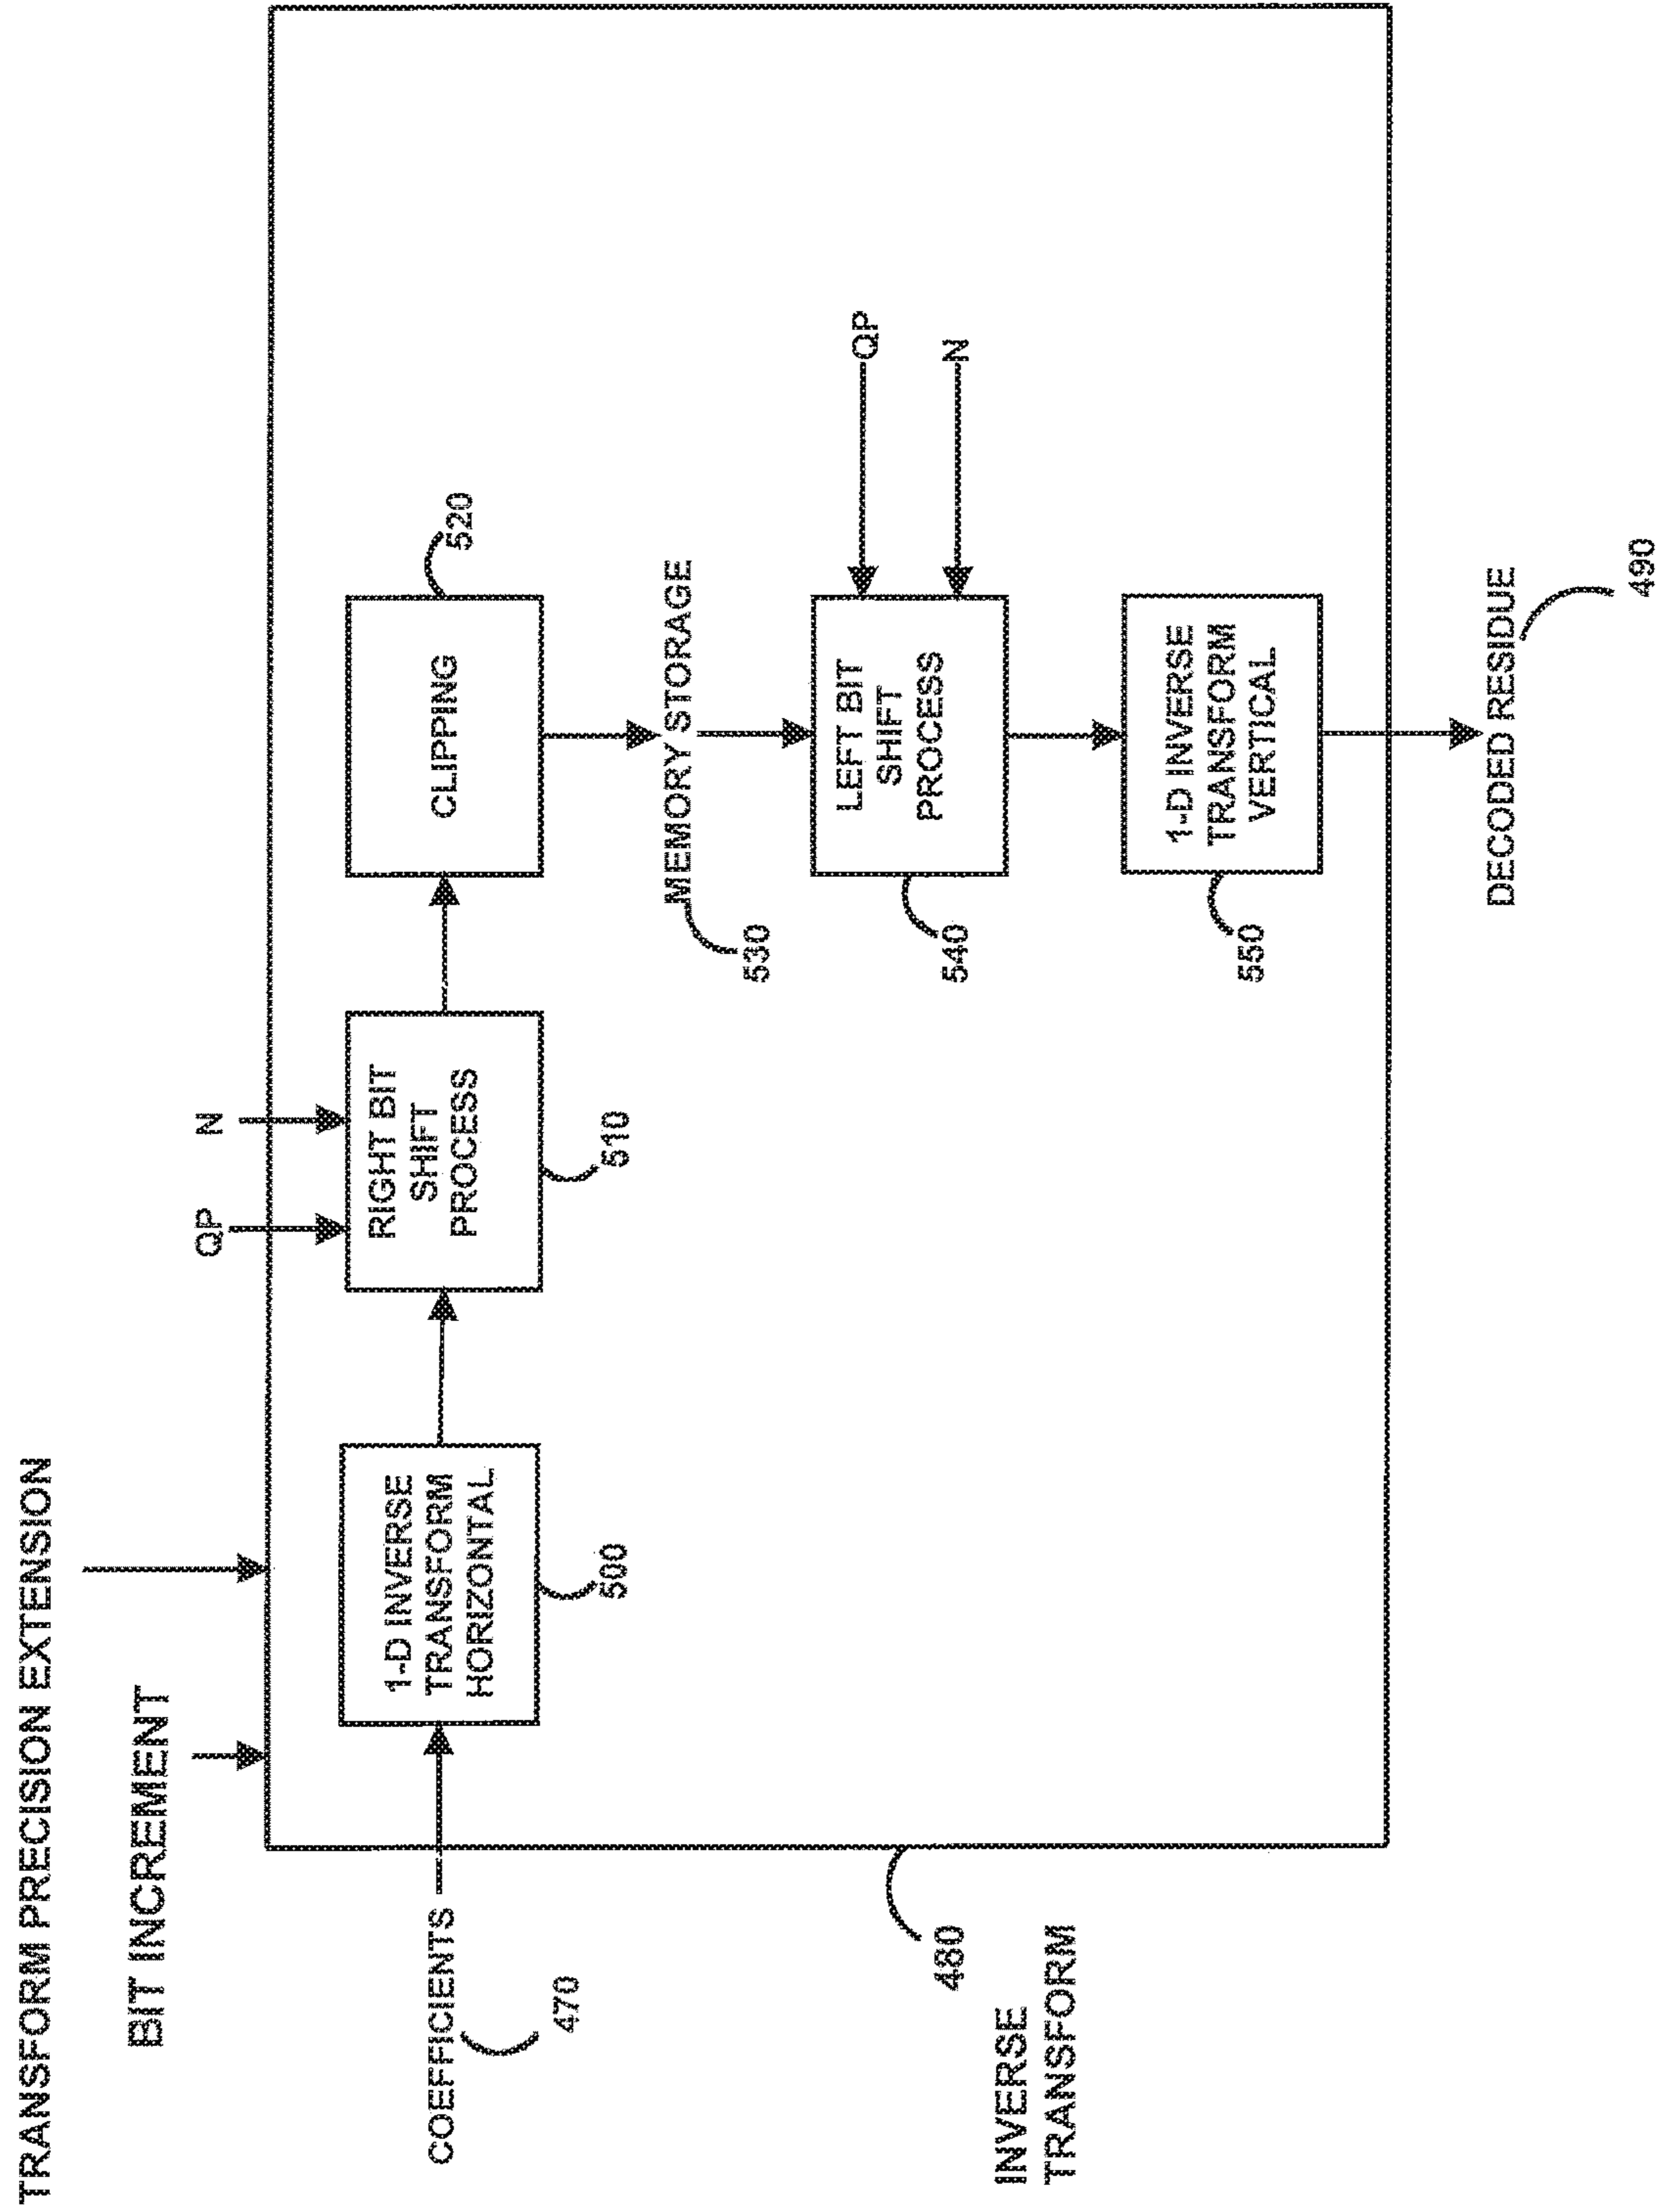 TRANSFORM PRECISION EXTENSION
BIT INCREMENT
QP
N
COEFFICIENTS
470
1-D INVERSE
TRANSFORM
HORIZONTAL
500
RIGHT BIT
SHIFT
PROCESS
510
CLIPPING
520
MEMORY STORAGE
530
LEFT BIT
SHIFT
PROCESS
540
QP
N
1-D INVERSE
TRANSFORM
VERTICAL
550
480
INVERSE
TRANSFORM
DECODED RESIDUE
490